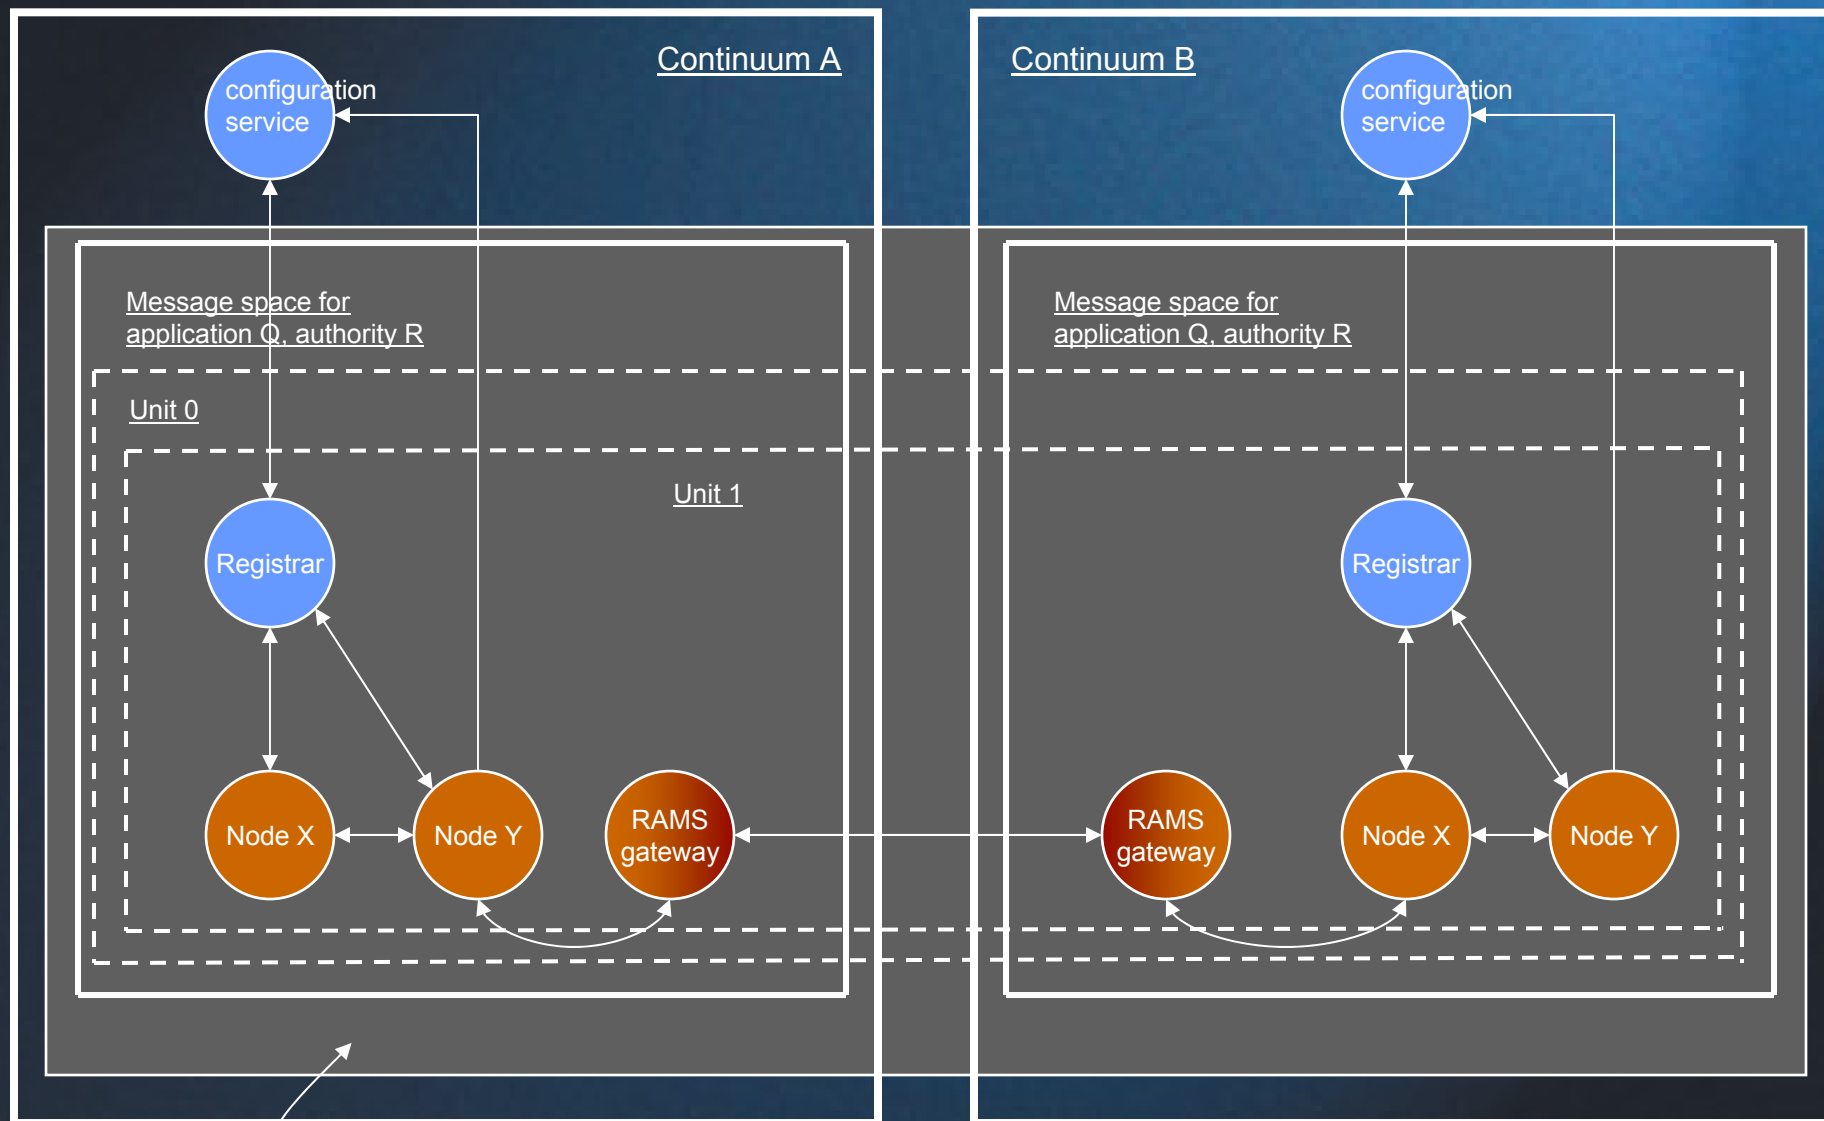 Continuum A
configuration
service
Message space for
application Q, authority R
Unit 0
Unit 1
Registrar
Node X
Node Y
RAMS
gateway
Continuum B
configuration
service
Message space for
application Q, authority R
Registrar
RAMS
gateway
Node X
Node Y